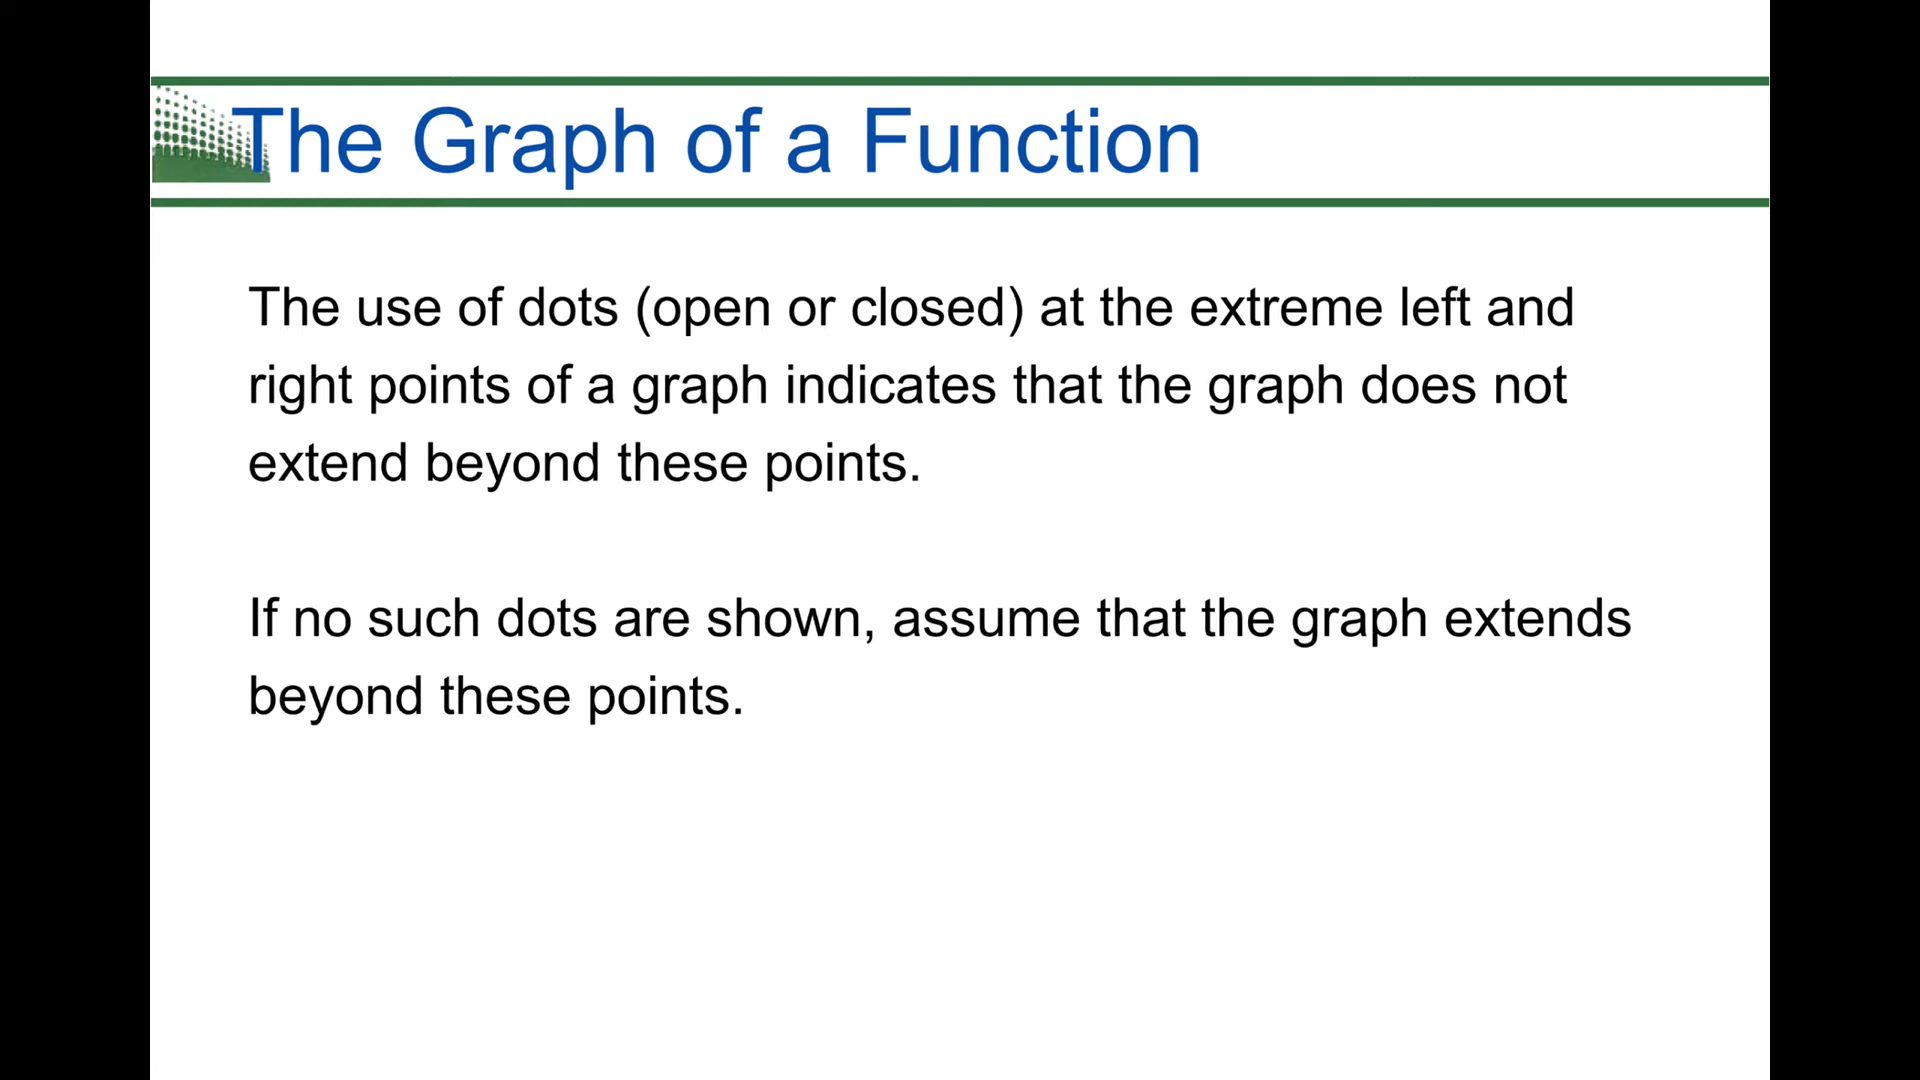 The Graph of a Function
The use of dots (open or closed) at the extreme left and
right points of a graph indicates that the graph does not
extend beyond these points.
If no such dots are shown, assume that the graph extends
beyond these points.